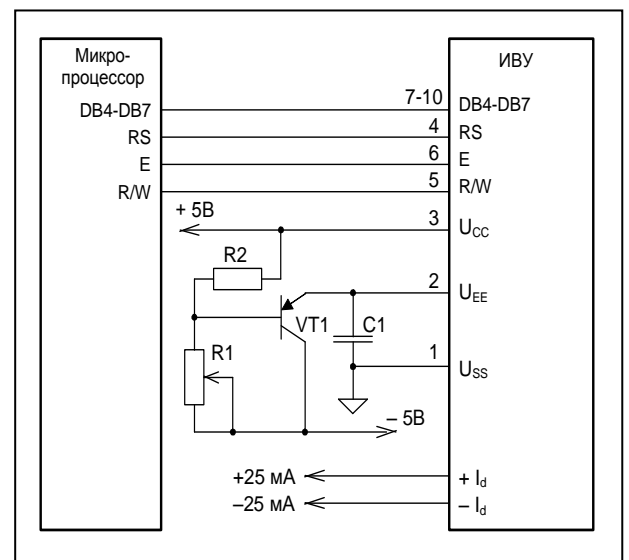 Микро-
процессор
ИВУ
DB4-DB7
7-10
DB4-DB7
RS
4
RS
E
6
E
R/W
5
R/W
+ 5В
3
UCC
R2
2
UEE
VT1
C1
R1
1
USS
– 5В
+25 мА
+ Id
–25 мА
– Id